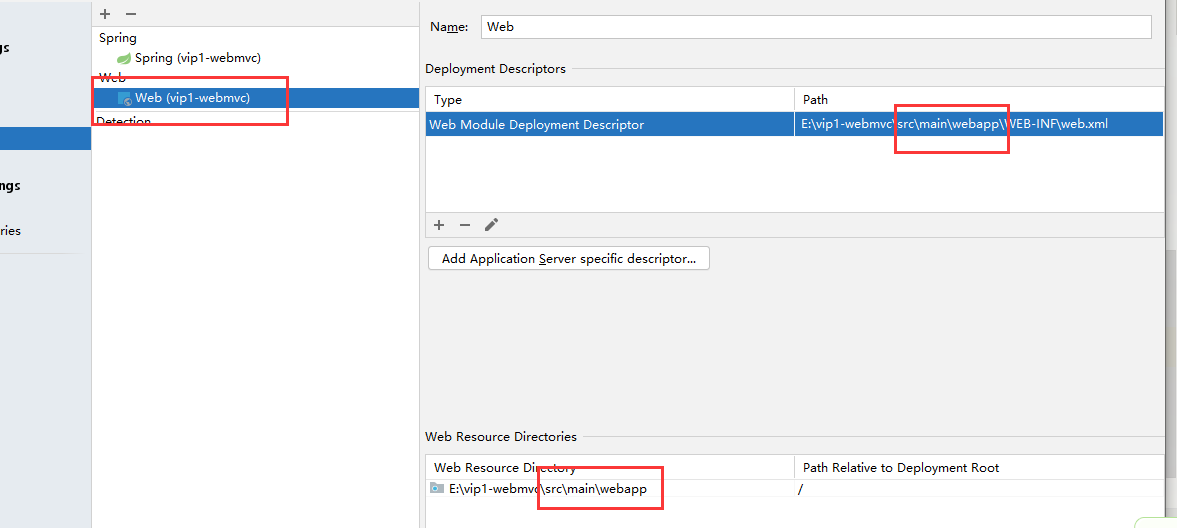 gs
ngs
ries
Spring
Spring (vip1-webmvc)
Web
Web (vip1-webmvc)
Detection
Name: Web
Deployment Descriptors
Type Path
Web Module Deployment Descriptor E:\vip1-webmvc\src\main\webapp\WEB-INF\web.xml
Add Application Server specific descriptor...
Web Resource Directories
Web Resource Directory Path Relative to Deployment Root
E:\vip1-webmvc\src\main\webapp /